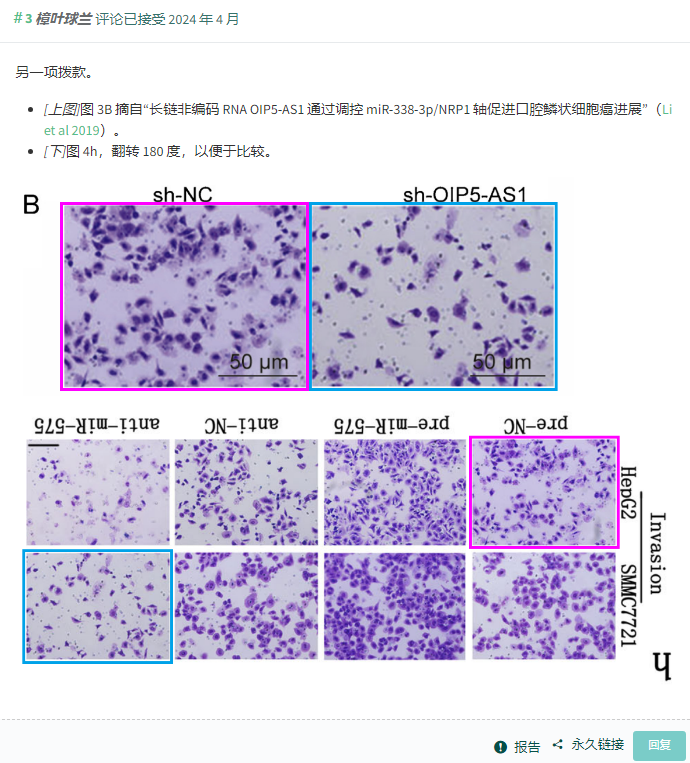 #3 樟叶球兰 评论已接受 2024 年 4 月
另一项拨款。
• [上图]图 3B 摘自“长链非编码 RNA OIP5-AS1 通过调控 miR-338-3p/NRP1 轴促进口腔鳞状细胞癌进展”（Li
et al 2019）。
• [下]图 4h，翻转 180 度，以便于比较。
B
sh-NC
sh-OIP5-AS1
50 μm
50 μm
anti-miR-575
anti-NC
pre-miR-575
pre-NC
HepG2
SMMC7721
Invasion
h
报告
永久链接
回复